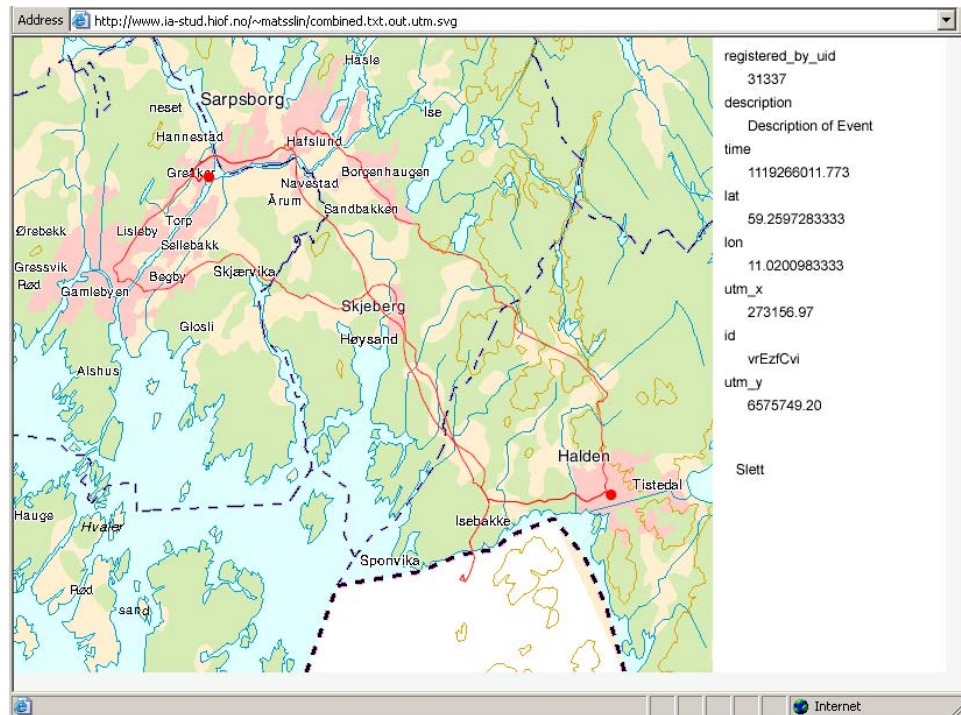 Address http://www.ia-stud.hiof.no/~matsslin/combined.txt.out.utm.svg
registered_by_uid
31337
description
Description of Event
time
1119266011.773
lat
59.2597283333
lon
11.0200983333
utm_x
273156.97
id
vrEzfCvi
utm_y
6575749.20
Slett
Hasle
Sarpsborg
neset
Ise
Hannestad
Hafslund
Greåker
Borgenhaugen
Navestad
Årum
Sandbakken
Torp
Ørebekk
Lisleby
Sellebakk
Gressvik
Begby
Skjærvika
Rød
Gamlebyen
Skjeberg
Glosli
Høysand
Alshus
Halden
Tistedal
Hauge
Isebakke
Hvaler
Sponvika
Rød
sand
Internet